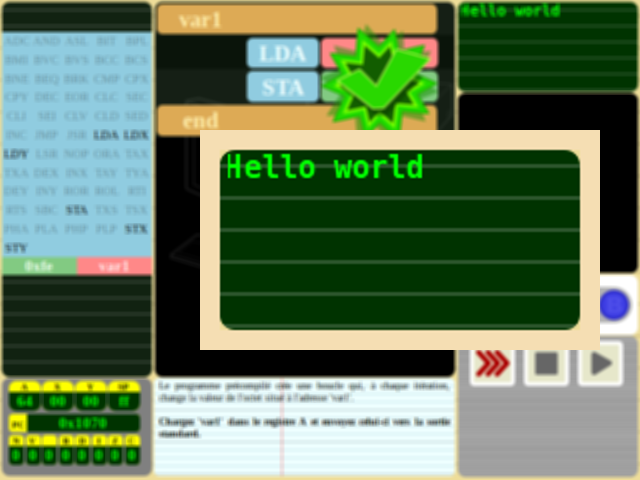 var1
Hello world
ADC AND ASL BIT BPL
BMI BVC BVS BCC BCS
BNE BEQ BRK CMP CPX
CPY DEC EOR CLC SEC
CLI SEI CLV CLD SED
INC JMP JSR LDA LDX
LDY LSR NOP ORA TAX
TXA DEX INX TAY TYA
DEY INY ROR ROL RTI
RTS SBC STA TXS TSX
PHA PLA PHP PLP STX
STY
0xfe var1
LDA
STA
end
Hello world
A X Y SP
64 00 00 ff
PC 0x1070
N V B D I Z C
0 0 0 0 0 0 0 0
Le programme précompilé crée une boucle qui, à chaque itération,
change la valeur de l'octet situé à l'adresse 'var1'.
Chargez 'var1' dans le registre A et envoyez celui-ci vers la sortie
standard.